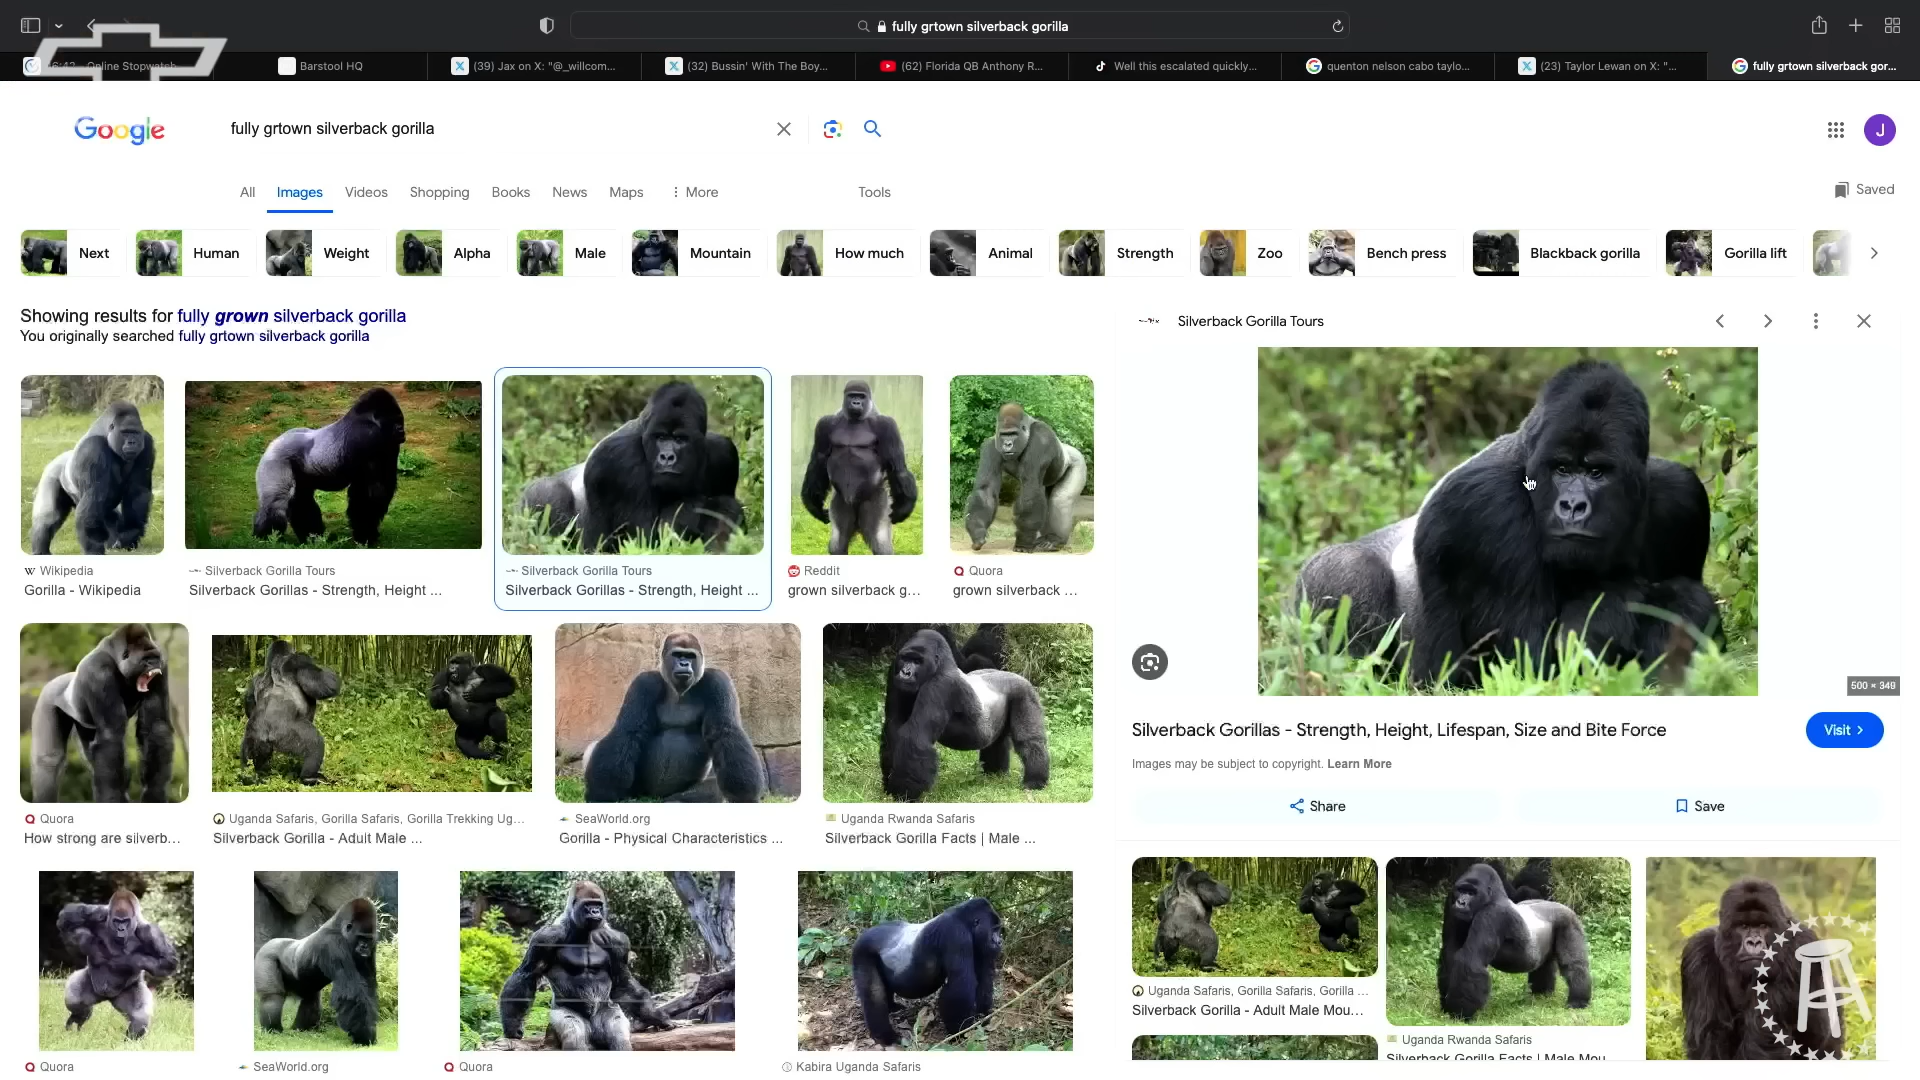 fully grtown silverback gorilla
6:42 - Online Stopwatch
Barstool HQ
(39) Jax on X: "@_willcom...
(32) Bussin' With The Boy...
(62) Florida QB Anthony R...
Well this escalated quickly...
quenton nelson cabo taylo...
(23) Taylor Lewan on X: "...
fully grtown silverback gor...
Google
fully grtown silverback gorilla
J
All
Images
Videos
Shopping
Books
News
Maps
More
Tools
Saved
Next
Human
Weight
Alpha
Male
Mountain
How much
Animal
Strength
Zoo
Bench press
Blackback gorilla
Gorilla lift
Showing results for fully grown silverback gorilla
You originally searched fully grtown silverback gorilla
W Wikipedia
Gorilla - Wikipedia
Silverback Gorilla Tours
Silverback Gorillas - Strength, Height ...
Silverback Gorilla Tours
Silverback Gorillas - Strength, Height ...
Reddit
grown silverback g...
Quora
grown silverback ...
Quora
How strong are silverb...
Uganda Safaris, Gorilla Safaris, Gorilla Trekking Ug...
Silverback Gorilla - Adult Male ...
SeaWorld.org
Gorilla - Physical Characteristics ...
Uganda Rwanda Safaris
Silverback Gorilla Facts | Male ...
Quora
SeaWorld.org
Quora
Kabira Uganda Safaris
Silverback Gorilla Tours
500 × 349
Silverback Gorillas - Strength, Height, Lifespan, Size and Bite Force
Visit
Images may be subject to copyright. Learn More
Share
Save
Uganda Safaris, Gorilla Safaris, Gorilla ...
Silverback Gorilla - Adult Male Mou...
Uganda Rwanda Safaris
Silverback Gorilla Facts | Male Mou...